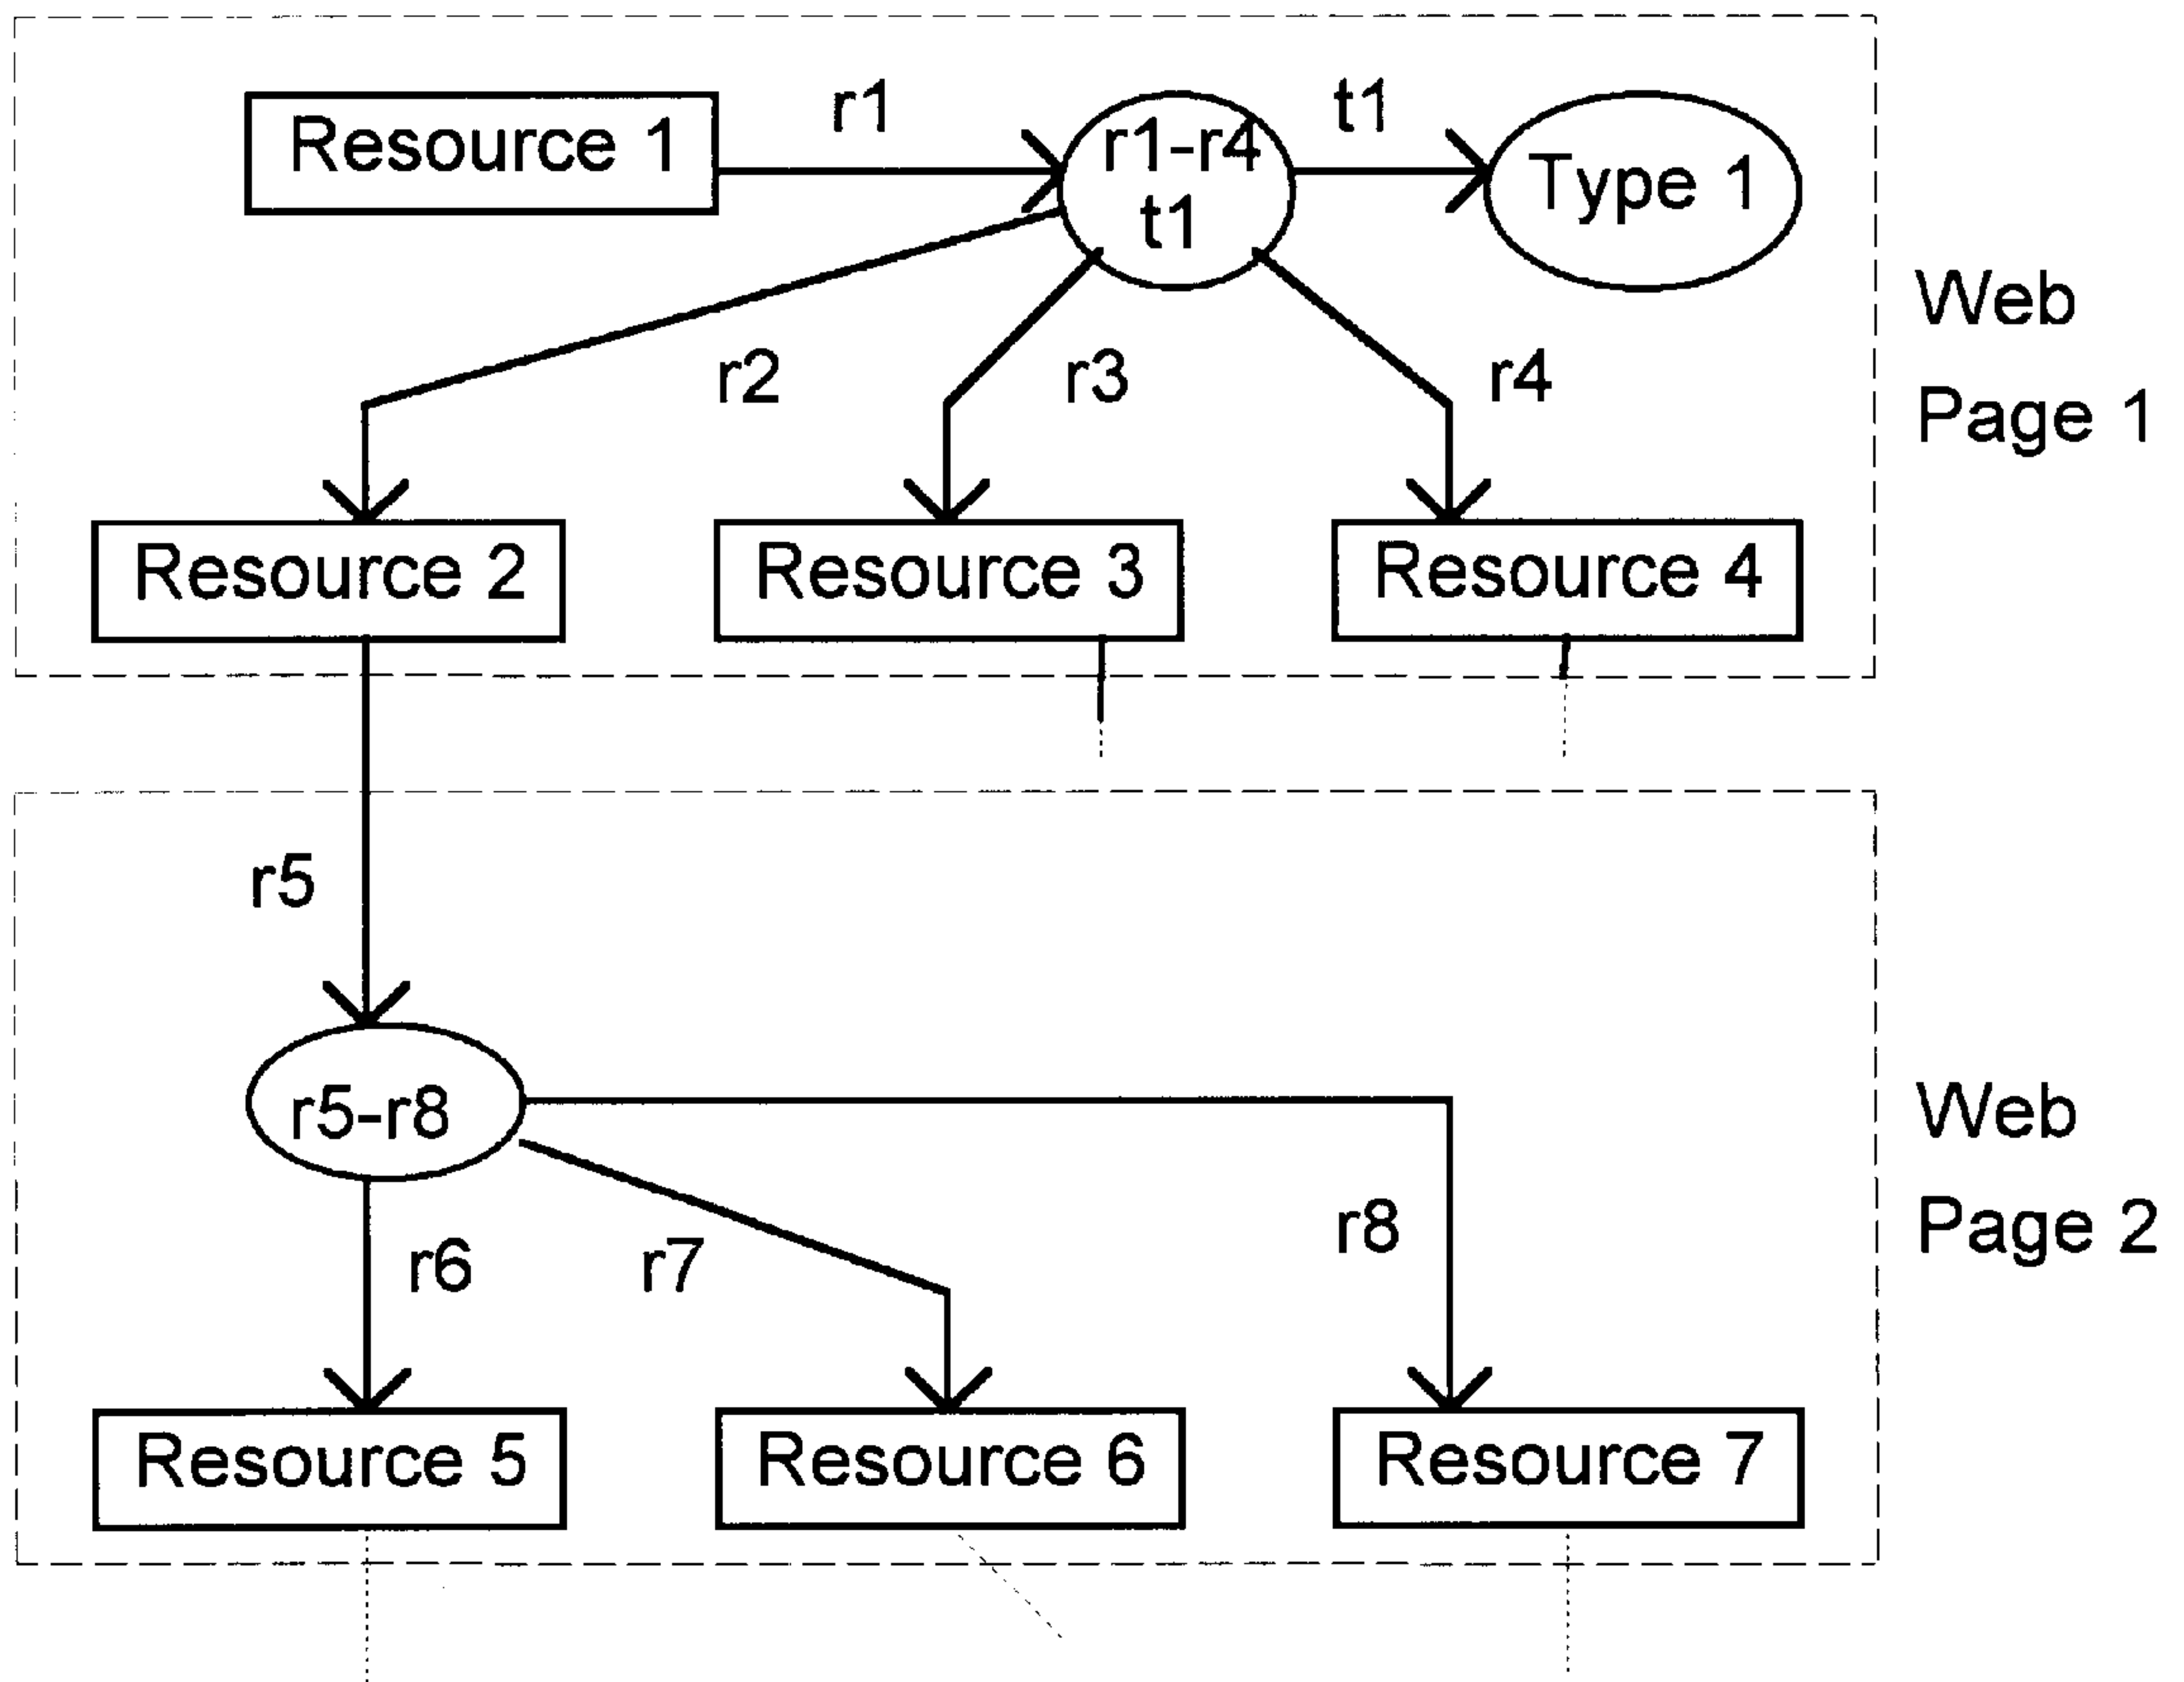 r1
t1
Resource 1
r1-r4
t1
Type 1
Web
Page 1
r2
r3
r4
Resource 2
Resource 3
Resource 4
r5
Web
Page 2
r5-r8
r6
r7
r8
Resource 5
Resource 6
Resource 7